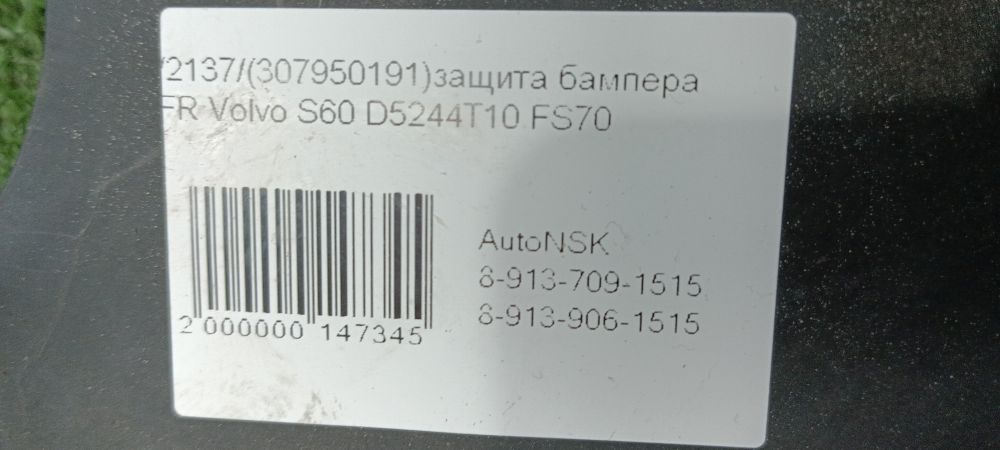 2137/(307950191)защита бампера
FR Volvo S60 D5244T10 FS70
AutoNSK
8-913-709-1515
8-913-906-1515
2 000000 147345